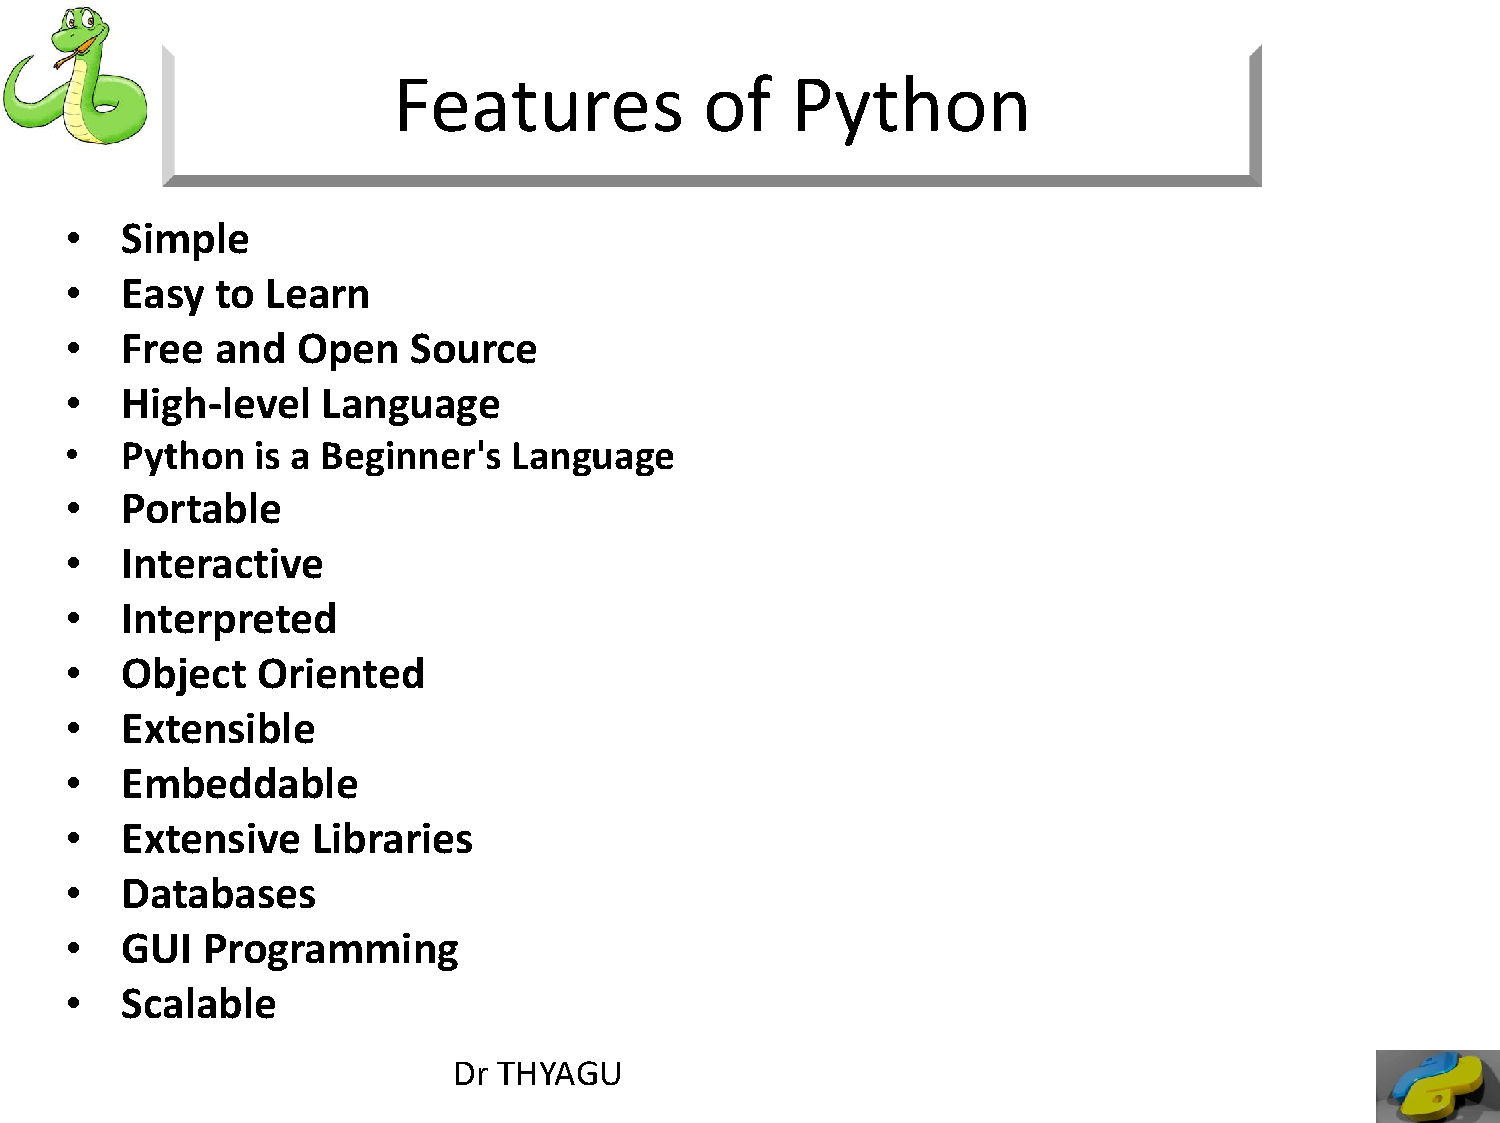 Features of Python
• Simple
• Easy to Learn
• Free and Open Source
• High-level Language
• Python is a Beginner's Language
• Portable
• Interactive
• Interpreted
• Object Oriented
• Extensible
• Embeddable
• Extensive Libraries
• Databases
• GUI Programming
• Scalable
Dr THYAGU